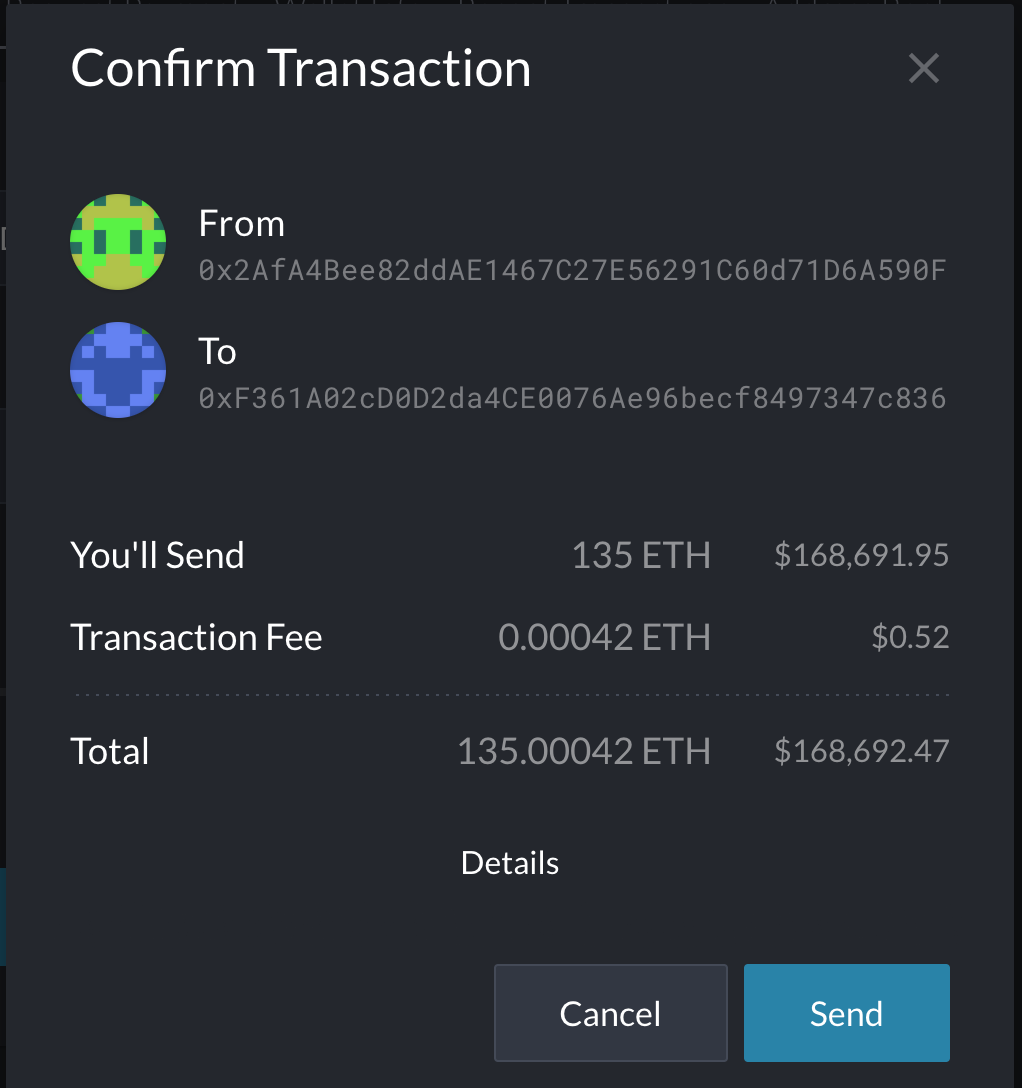 Confirm Transaction
From
0x2AfA4Bee82ddAE1467C27E56291C60d71D6A590F
To
0xF361A02cD0D2da4CE0076Ae96becf8497347c836
You'll Send 135 ETH $168,691.95
Transaction Fee 0.00042 ETH $0.52
Total 135.00042 ETH $168,692.47
Details
Cancel Send